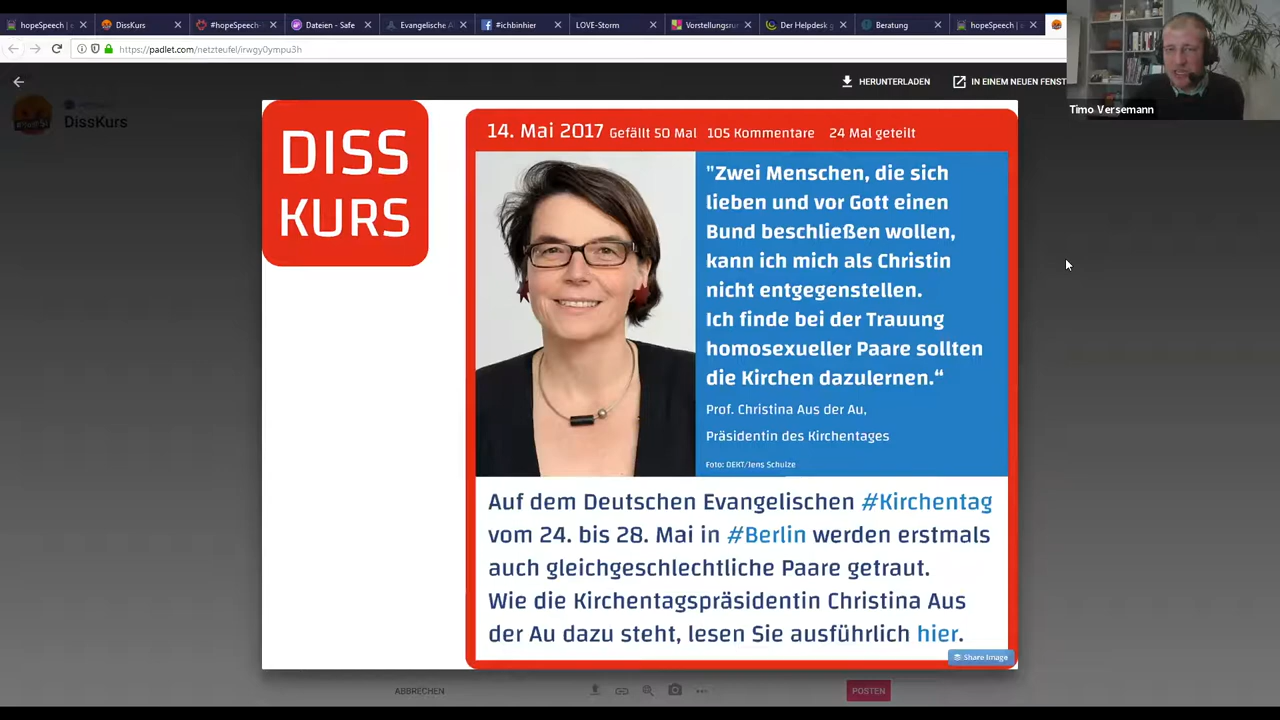 hopeSpeech |
DissKurs
#hopeSpeech-
Dateien - Safe
Evangelische A
#ichbinhier
LOVE-Storm
Vorstellungsrun
Der Helpdesk g
Beratung
hopeSpeech | s
https://padlet.com/netzteufel/irwgy0ympu3h
HERUNTERLADEN
IN EINEM NEUEN FENST
Timo Versemann
DissKurs
DISS
KURS
14. Mai 2017 Gefällt 50 Mal 105 Kommentare 24 Mal geteilt
"Zwei Menschen, die sich
lieben und vor Gott einen
Bund beschließen wollen,
kann ich mich als Christin
nicht entgegenstellen.
Ich finde bei der Trauung
homosexueller Paare sollten
die Kirchen dazulernen.“
Prof. Christina Aus der Au,
Präsidentin des Kirchentages
Foto: DEKT/Jens Schulze
Auf dem Deutschen Evangelischen #Kirchentag
vom 24. bis 28. Mai in #Berlin werden erstmals
auch gleichgeschlechtliche Paare getraut.
Wie die Kirchentagspräsidentin Christina Aus
der Au dazu steht, lesen Sie ausführlich hier.
Share Image
ABBRECHEN
POSTEN